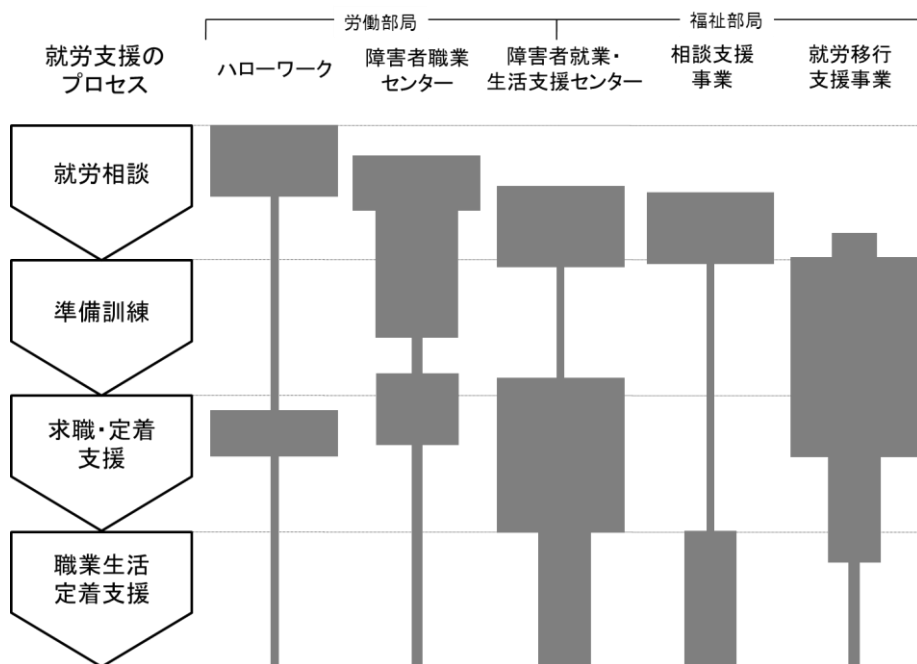 労働部局
福祉部局
就労支援の
プロセス
ハローワーク
障害者職業
センター
障害者就業・
生活支援センター
相談支援
事業
就労移行
支援事業
就労相談
準備訓練
求職・定着
支援
職業生活
定着支援